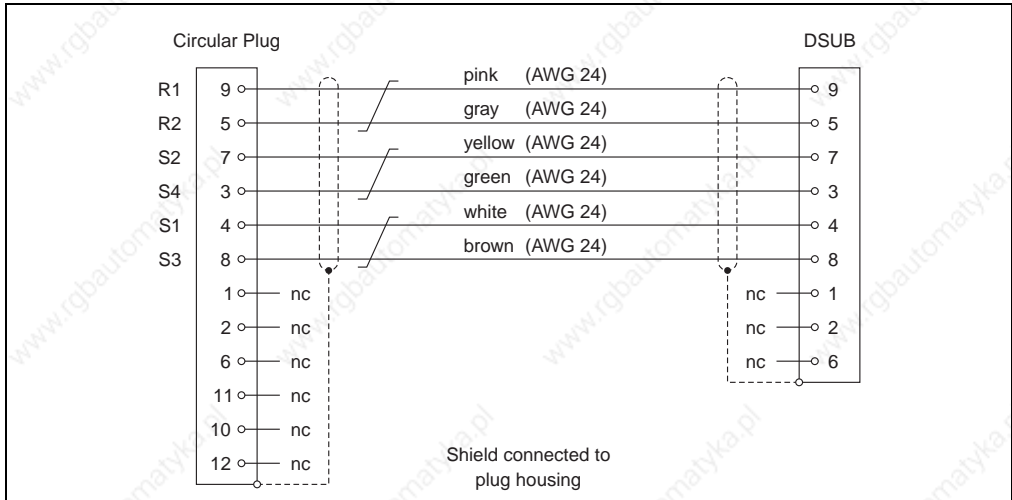 Circular Plug DSUB
R1 9 pink (AWG 24) 9
R2 5 gray (AWG 24) 5
S2 7 yellow (AWG 24) 7
S4 3 green (AWG 24) 3
S1 4 white (AWG 24) 4
S3 8 brown (AWG 24) 8
1 nc nc 1
2 nc nc 2
6 nc nc 6
11 nc
10 nc
12 nc
Shield connected to
plug housing
www.rgbautomatyka.pl